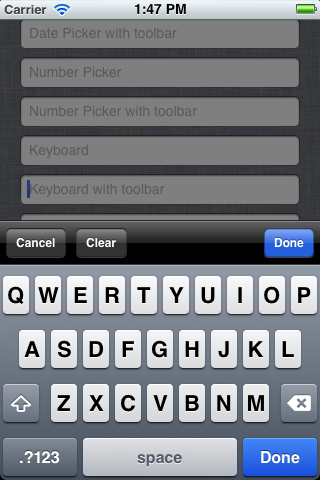 Carrier 1:47 PM
Date Picker with toolbar
Number Picker
Number Picker with toolbar
Keyboard
Keyboard with toolbar
Cancel Clear Done
Q W E R T Y U I O P
A S D F G H J K L
Z X C V B N M
.?123 space Done